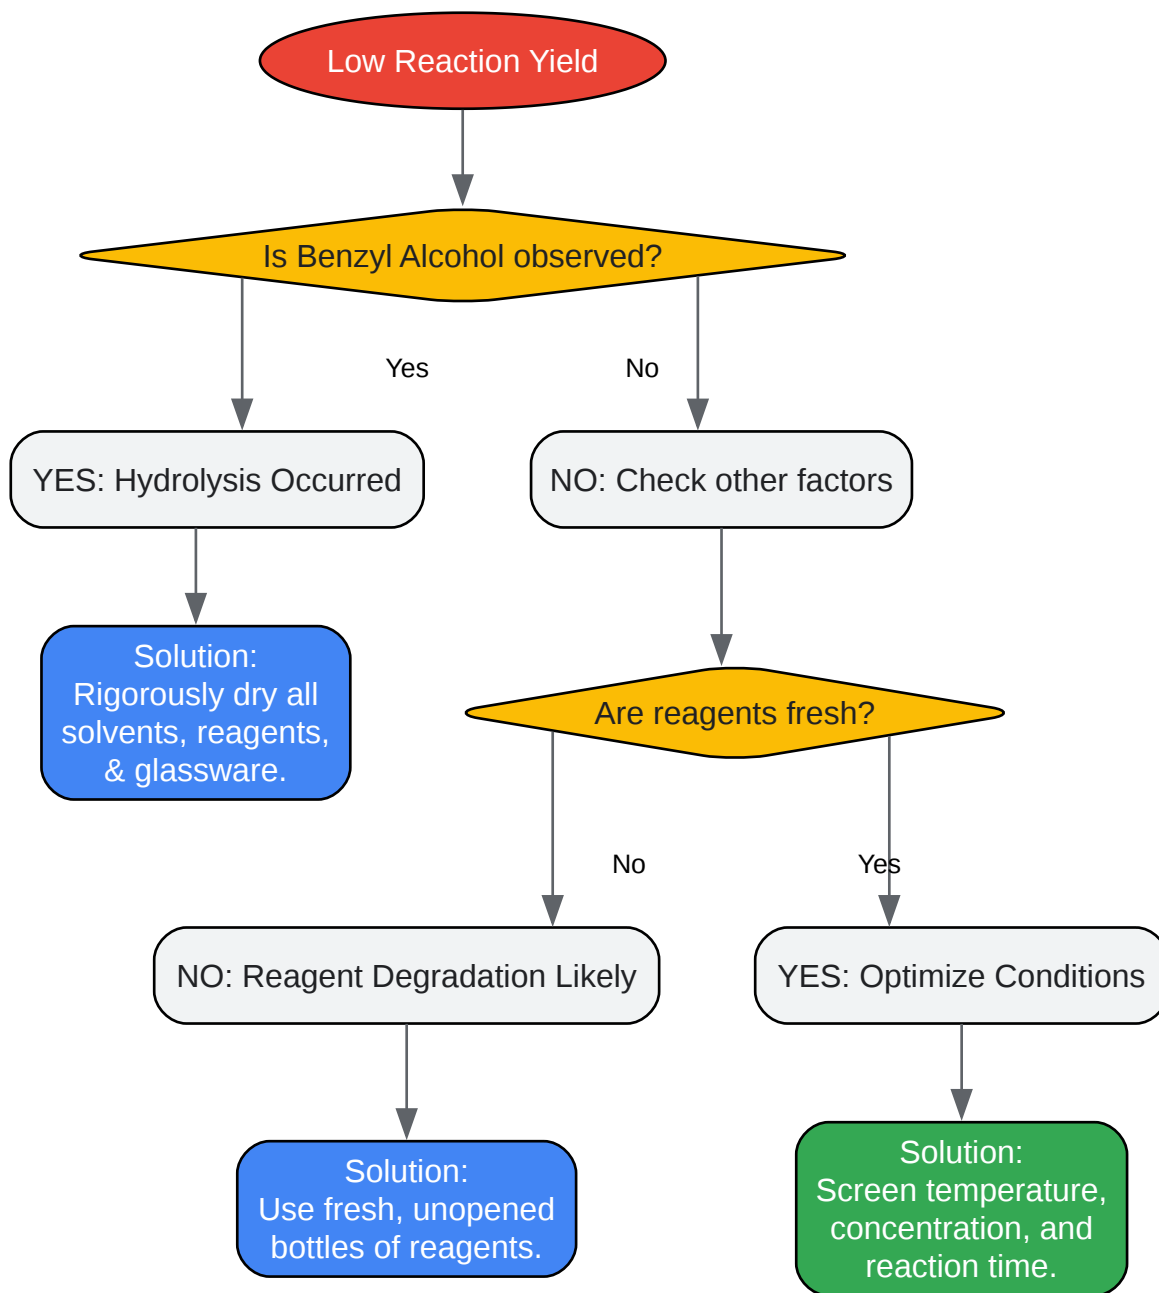 Low Reaction Yield
Is Benzyl Alcohol observed?
Yes
No
YES: Hydrolysis Occurred
NO: Check other factors
Solution:
Rigorously dry all
solvents, reagents,
& glassware.
Are reagents fresh?
No
Yes
NO: Reagent Degradation Likely
YES: Optimize Conditions
Solution:
Use fresh, unopened
bottles of reagents.
Solution:
Screen temperature,
concentration, and
reaction time.